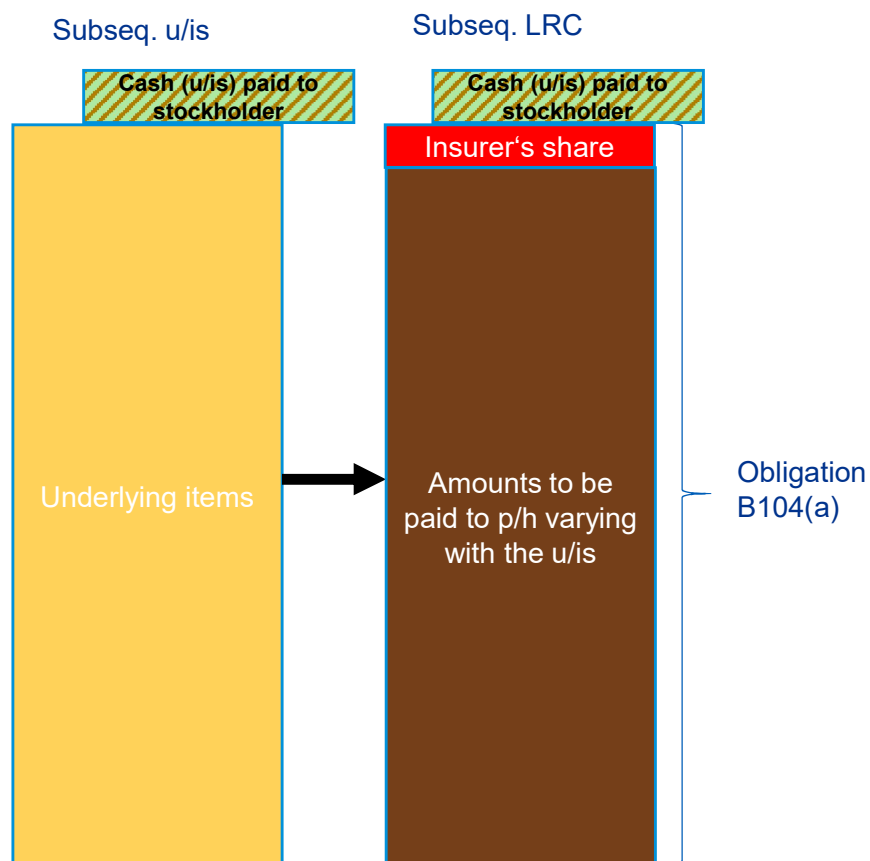 Subseq. u/is
Subseq. LRC
Cash (u/is) paid to
stockholder
Cash (u/is) paid to
stockholder
Insurer‘s share
Underlying items
Amounts to be
paid to p/h varying
with the u/is
Obligation
B104(a)